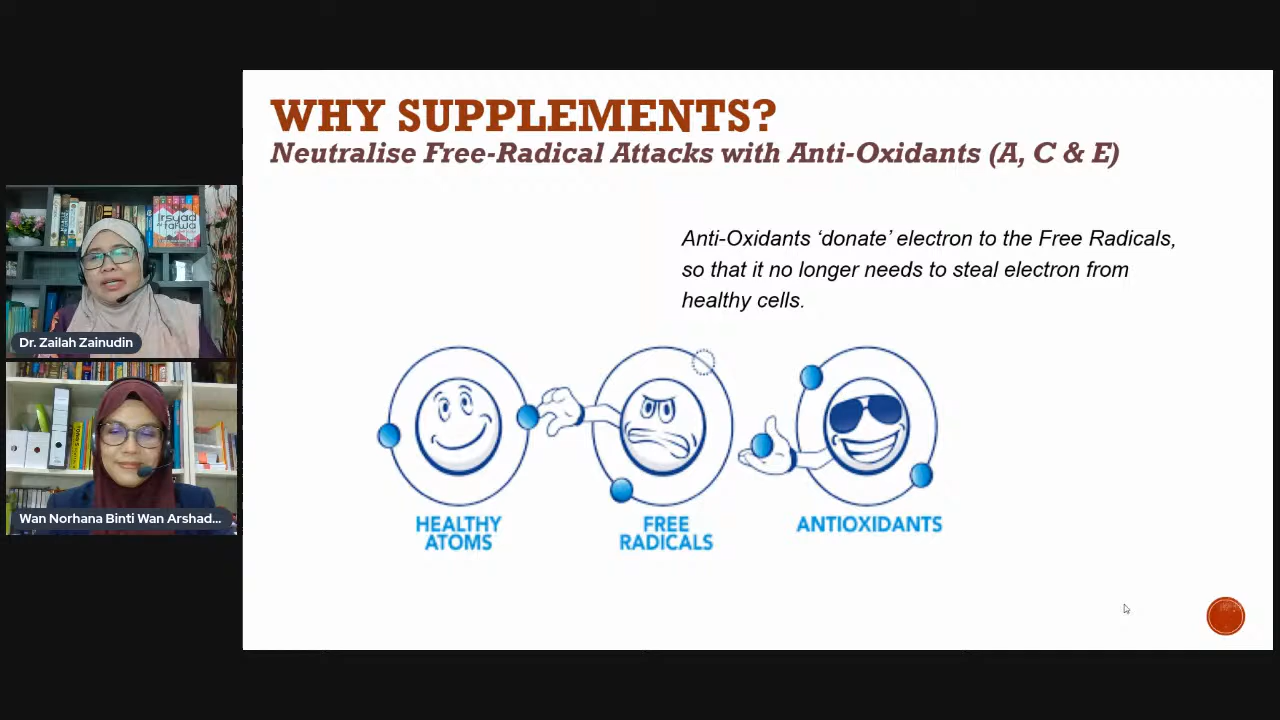 WHY SUPPLEMENTS?
Neutralise Free-Radical Attacks with Anti-Oxidants (A, C & E)
Anti-Oxidants ‘donate’ electron to the Free Radicals,
so that it no longer needs to steal electron from
healthy cells.
HEALTHY
ATOMS
FREE
RADICALS
ANTIOXIDANTS
Irsyad
takwa
Dr. Zailah Zainudin
Wan Norhana Binti Wan Arshad...